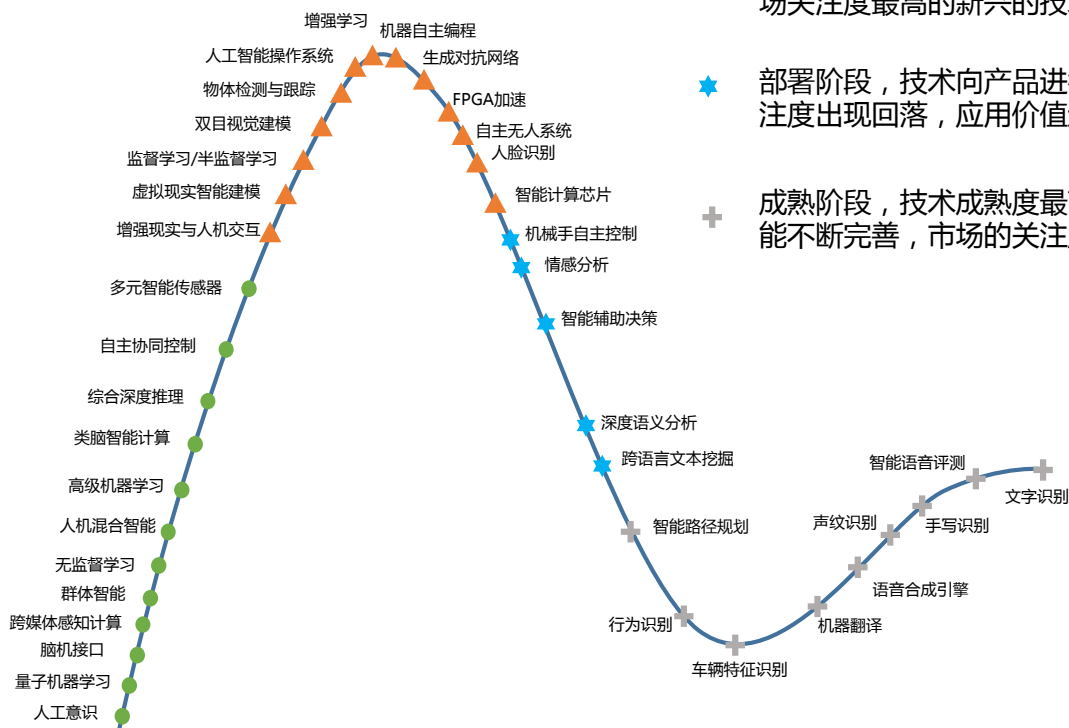 场关注度最高的新兴的技
部署阶段，技术向产品进
注度出现回落，应用价值
成熟阶段，技术成熟度最
能不断完善，市场的关注
增强学习
机器自主编程
人工智能操作系统
生成对抗网络
物体检测与跟踪
FPGA加速
双目视觉建模
自主无人系统
人脸识别
监督学习/半监督学习
虚拟现实智能建模
智能计算芯片
增强现实与人机交互
机械手自主控制
情感分析
多元智能传感器
智能辅助决策
自主协同控制
综合深度推理
深度语义分析
类脑智能计算
跨语言文本挖掘
智能语音评测
高级机器学习
文字识别
人机混合智能
智能路径规划
声纹识别
手写识别
无监督学习
群体智能
语音合成引擎
跨媒体感知计算
行为识别
机器翻译
脑机接口
车辆特征识别
量子机器学习
人工意识